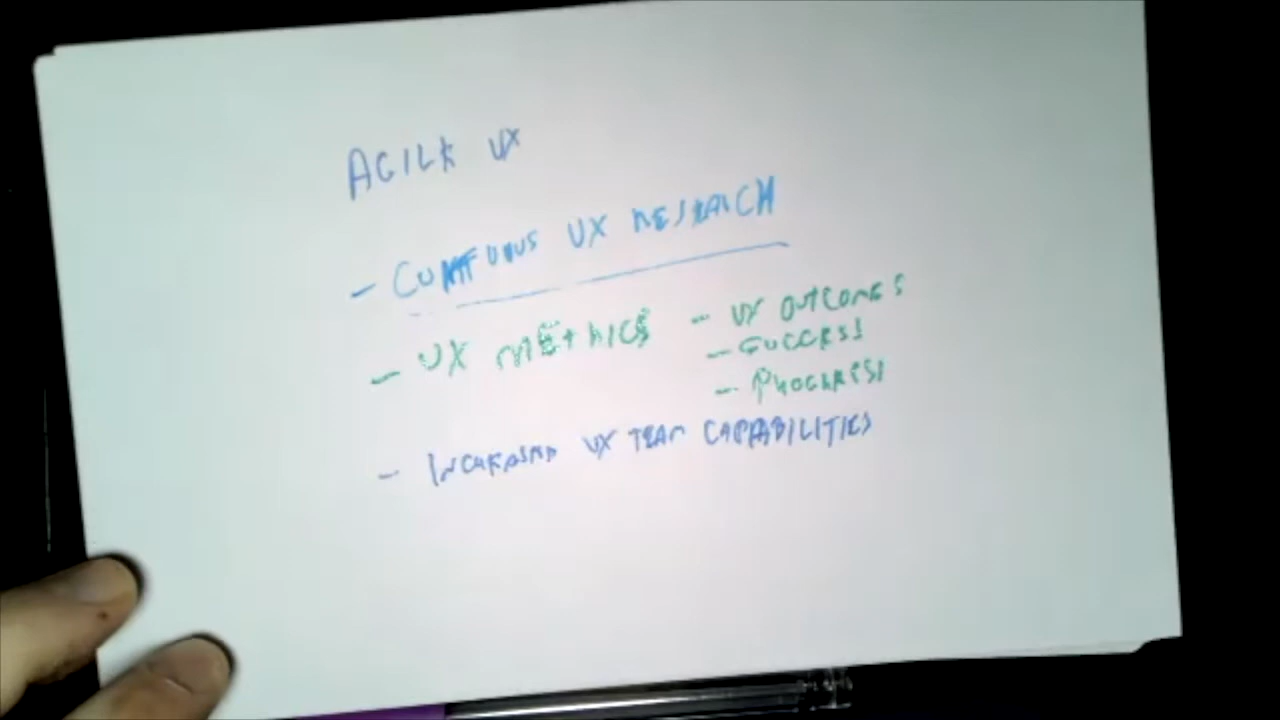 AGILE UX
- CONTINUOUS UX RESEARCH
- UX METRICS - UX OUTCOMES
- SUCCESS
- PROGRESS
- INCREASED UX TEAM CAPABILITIES